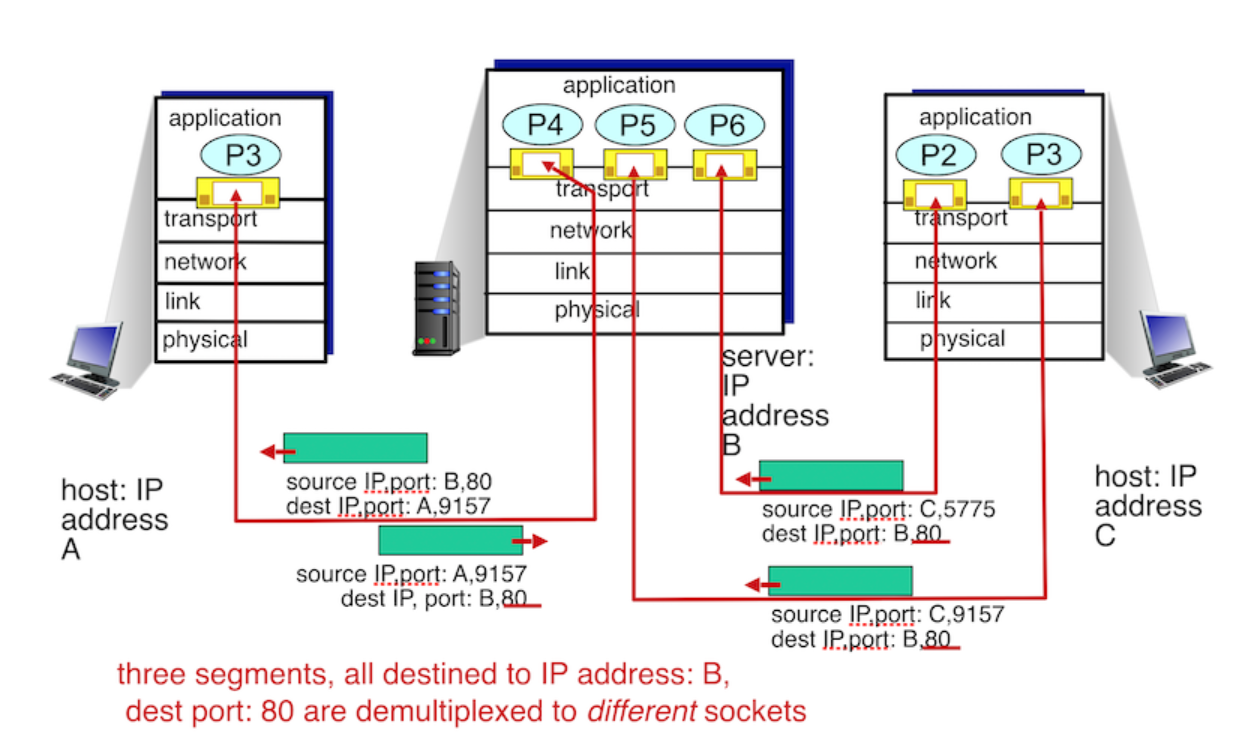 application
P3
transport
network
link
physical
host: IP
address
A
application
P4 P5 P6
transport
network
link
physical
server:
IP
address
B
application
P2 P3
transport
network
link
physical
host: IP
address
C
source IP,port: B,80
dest IP,port: A,9157
source IP,port: A,9157
dest IP, port: B,80
source IP,port: C,5775
dest IP,port: B,80
source IP,port: C,9157
dest IP,port: B,80
three segments, all destined to IP address: B,
dest port: 80 are demultiplexed to different sockets